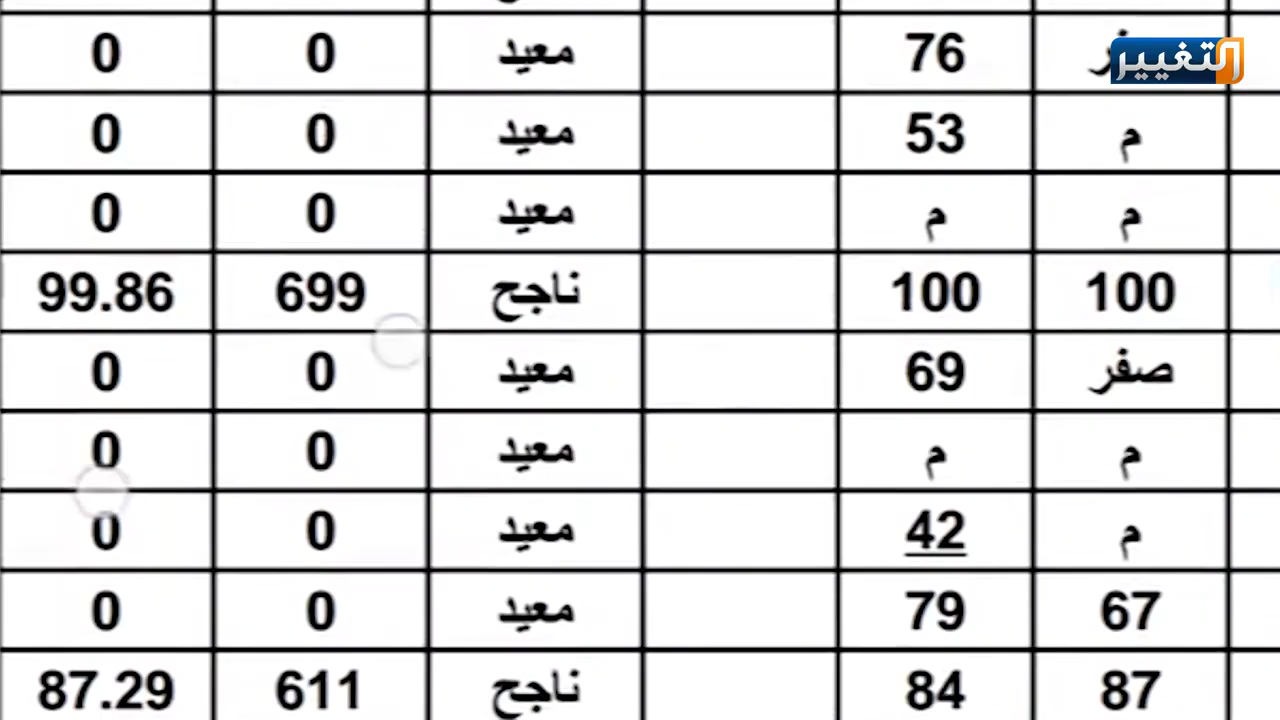 التغيير
76 معيد 0 0
م 53 معيد 0 0
م م معيد 0 0
100 100 ناجح 699 99.86
صفر 69 معيد 0 0
م م معيد 0 0
م 42 معيد 0 0
67 79 معيد 0 0
87 84 ناجح 611 87.29